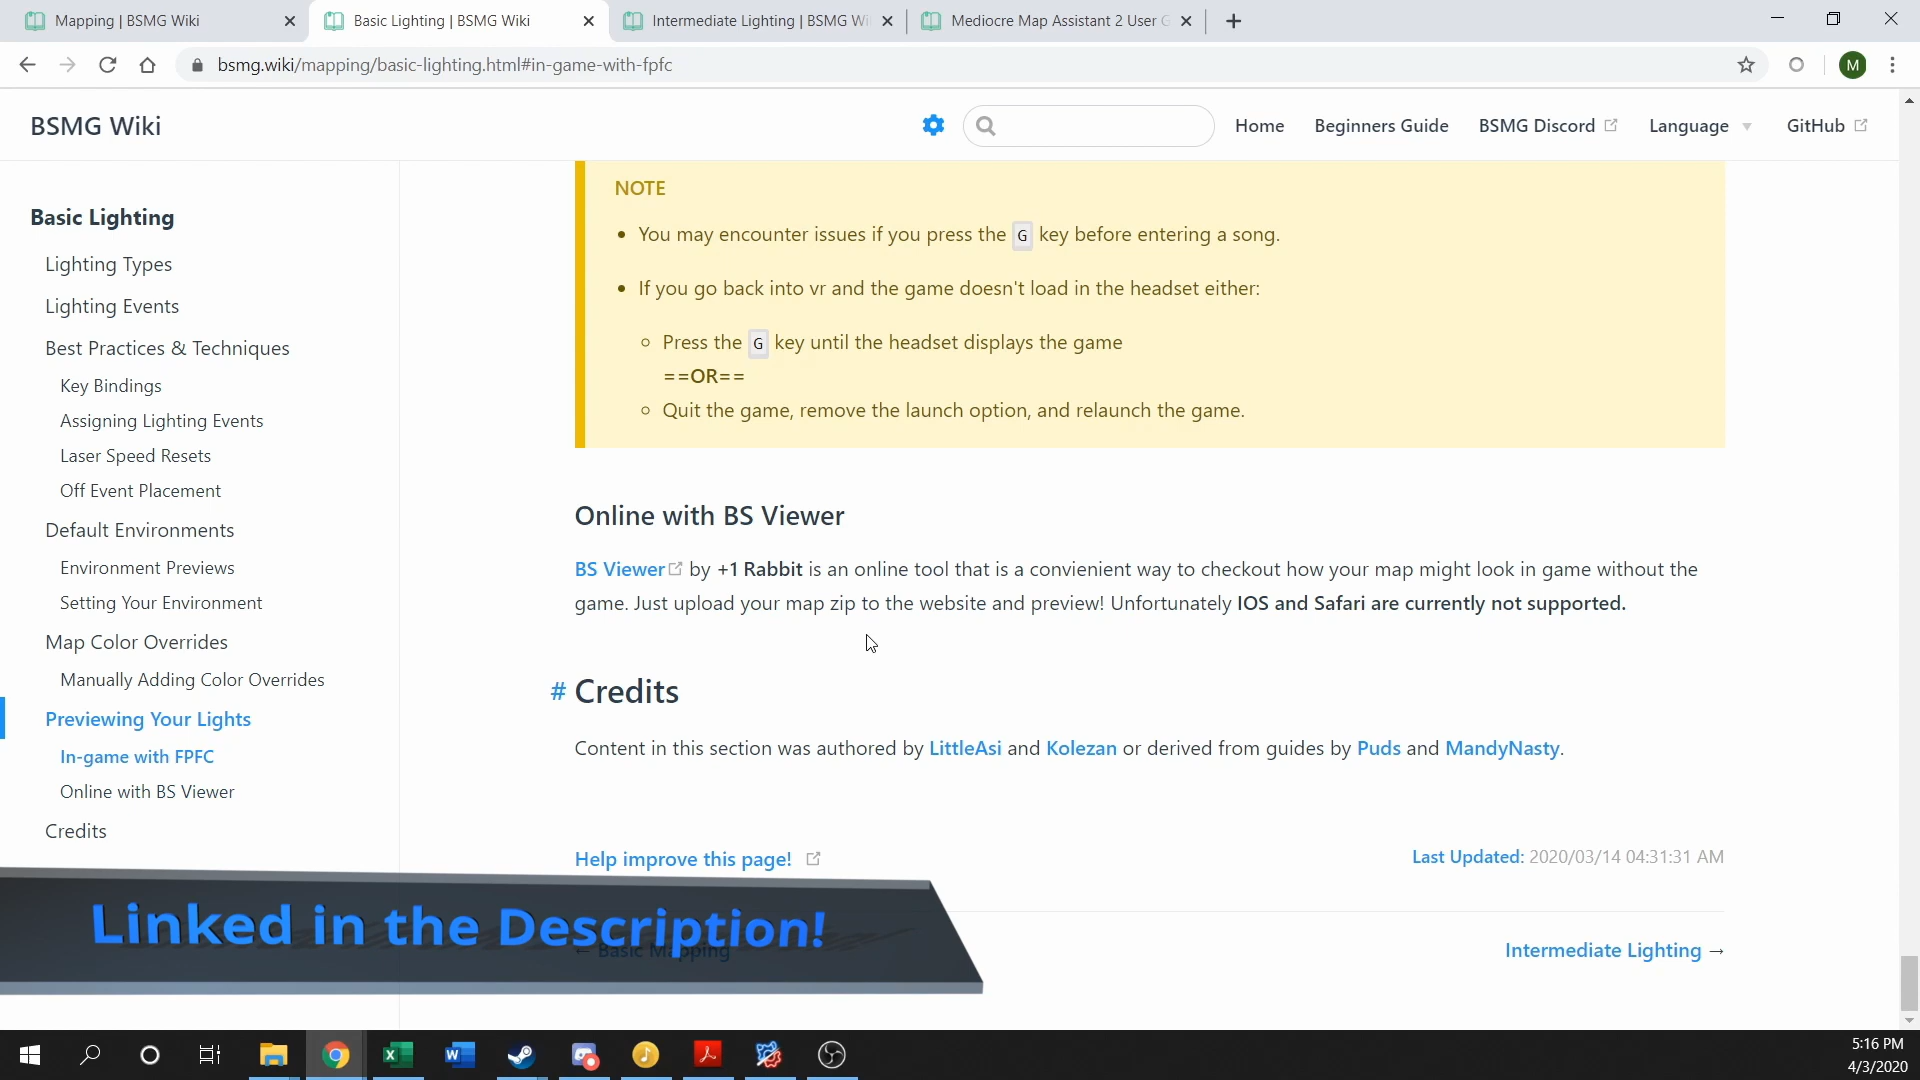 Mapping | BSMG Wiki
Basic Lighting | BSMG Wiki
Intermediate Lighting | BSMG Wi
Mediocre Map Assistant 2 User G
bsmg.wiki/mapping/basic-lighting.html#in-game-with-fpfc
M
BSMG Wiki
Home
Beginners Guide
BSMG Discord
Language
GitHub
Basic Lighting
Lighting Types
Lighting Events
Best Practices & Techniques
Key Bindings
Assigning Lighting Events
Laser Speed Resets
Off Event Placement
Default Environments
Environment Previews
Setting Your Environment
Map Color Overrides
Manually Adding Color Overrides
Previewing Your Lights
In-game with FPFC
Online with BS Viewer
Credits
NOTE
• You may encounter issues if you press the G key before entering a song.
• If you go back into vr and the game doesn't load in the headset either:
Press the G key until the headset displays the game
==OR==
Quit the game, remove the launch option, and relaunch the game.
Online with BS Viewer
BS Viewer by +1 Rabbit is an online tool that is a convienient way to checkout how your map might look in game without the
game. Just upload your map zip to the website and preview! Unfortunately IOS and Safari are currently not supported.
# Credits
Content in this section was authored by LittleAsi and Kolezan or derived from guides by Puds and MandyNasty.
Help improve this page!
Last Updated: 2020/03/14 04:31:31 AM
Linked in the Description!
← Basic Mapping
Intermediate Lighting →
5:16 PM
4/3/2020